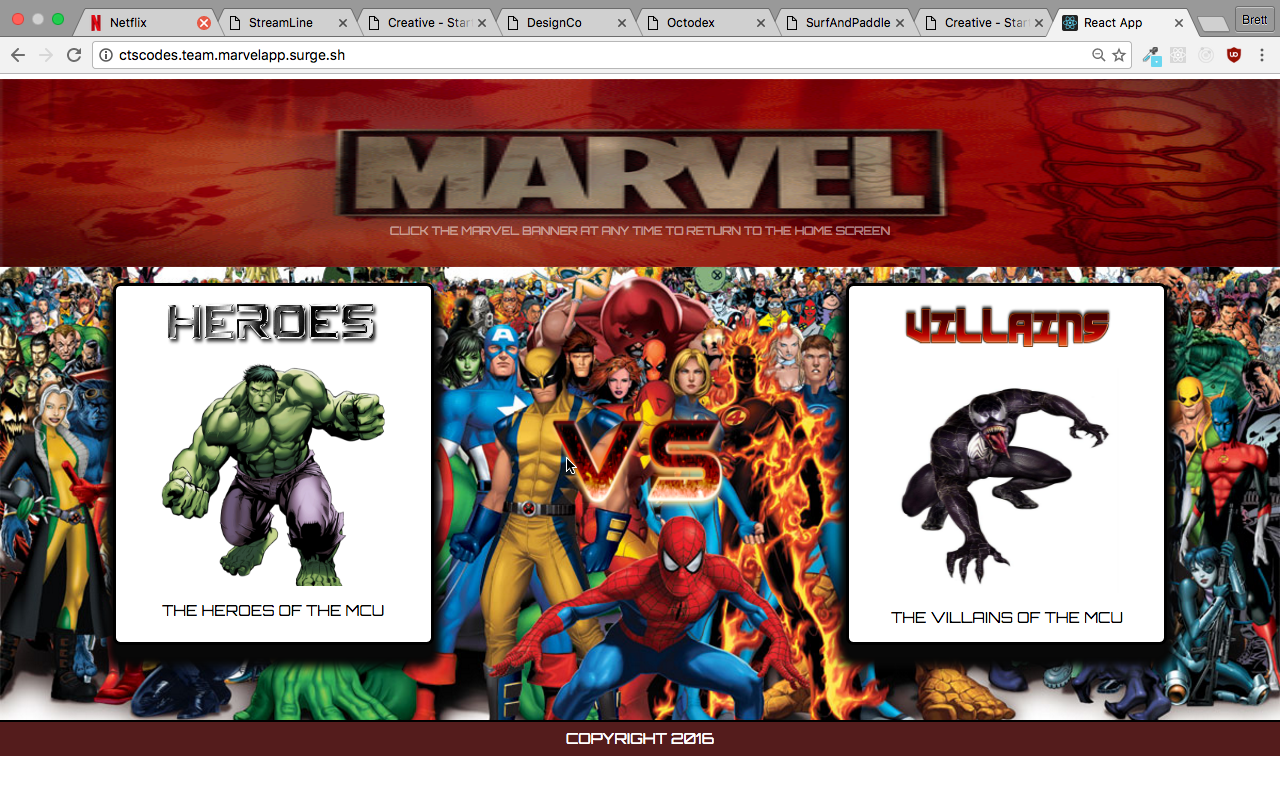 Netflix
StreamLine
Creative - Star
DesignCo
Octodex
SurfAndPaddle
Creative - Star
React App
Brett
ctscodes.team.marvelapp.surge.sh
MARVEL
CLICK THE MARVEL BANNER AT ANY TIME TO RETURN TO THE HOME SCREEN
HEROES
VILLAINS
VS
THE HEROES OF THE MCU
THE VILLAINS OF THE MCU
COPYRIGHT 2016